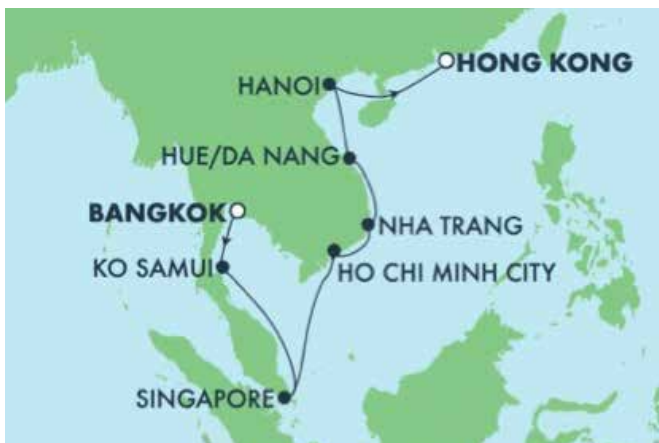 HONG KONG
HANOI
HUE/DA NANG
BANGKOK
NHA TRANG
KO SAMUI
HO CHI MINH CITY
SINGAPORE